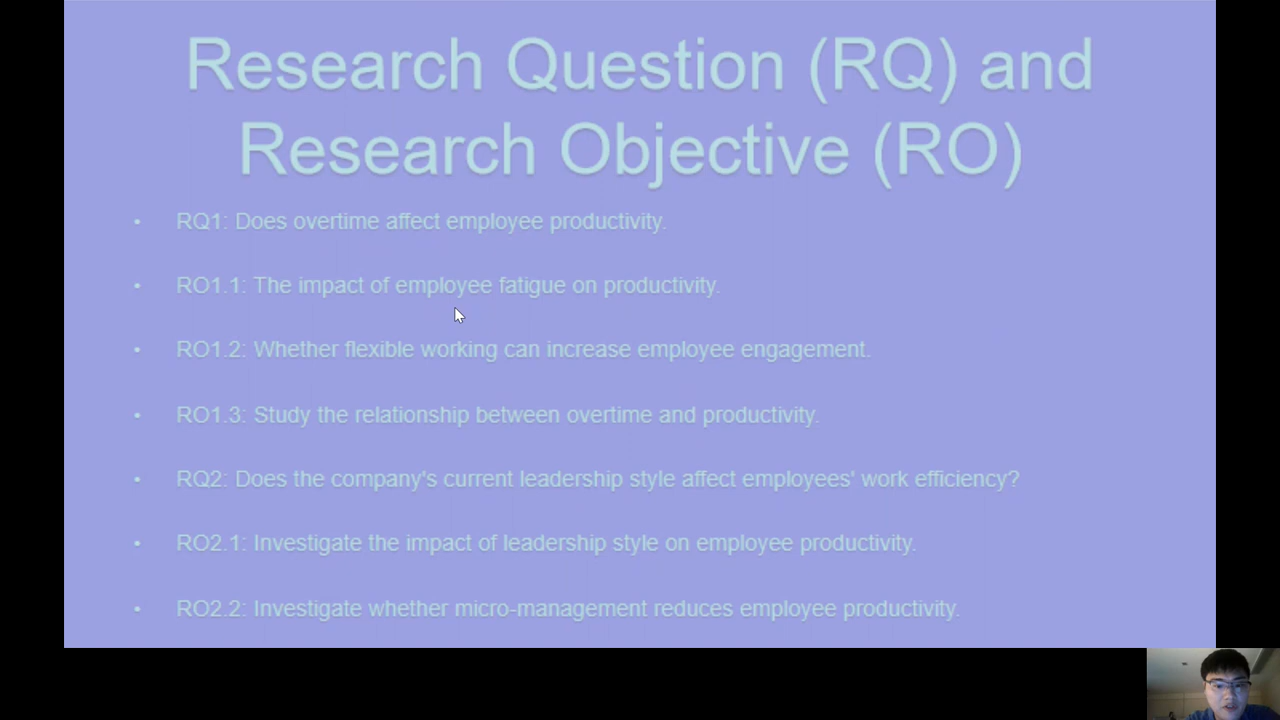 Research Question (RQ) and
Research Objective (RO)
• RQ1: Does overtime affect employee productivity.
• RO1.1: The impact of employee fatigue on productivity.
• RO1.2: Whether flexible working can increase employee engagement.
• RO1.3: Study the relationship between overtime and productivity.
• RQ2: Does the company's current leadership style affect employees' work efficiency?
• RO2.1: Investigate the impact of leadership style on employee productivity.
• RO2.2: Investigate whether micro-management reduces employee productivity.